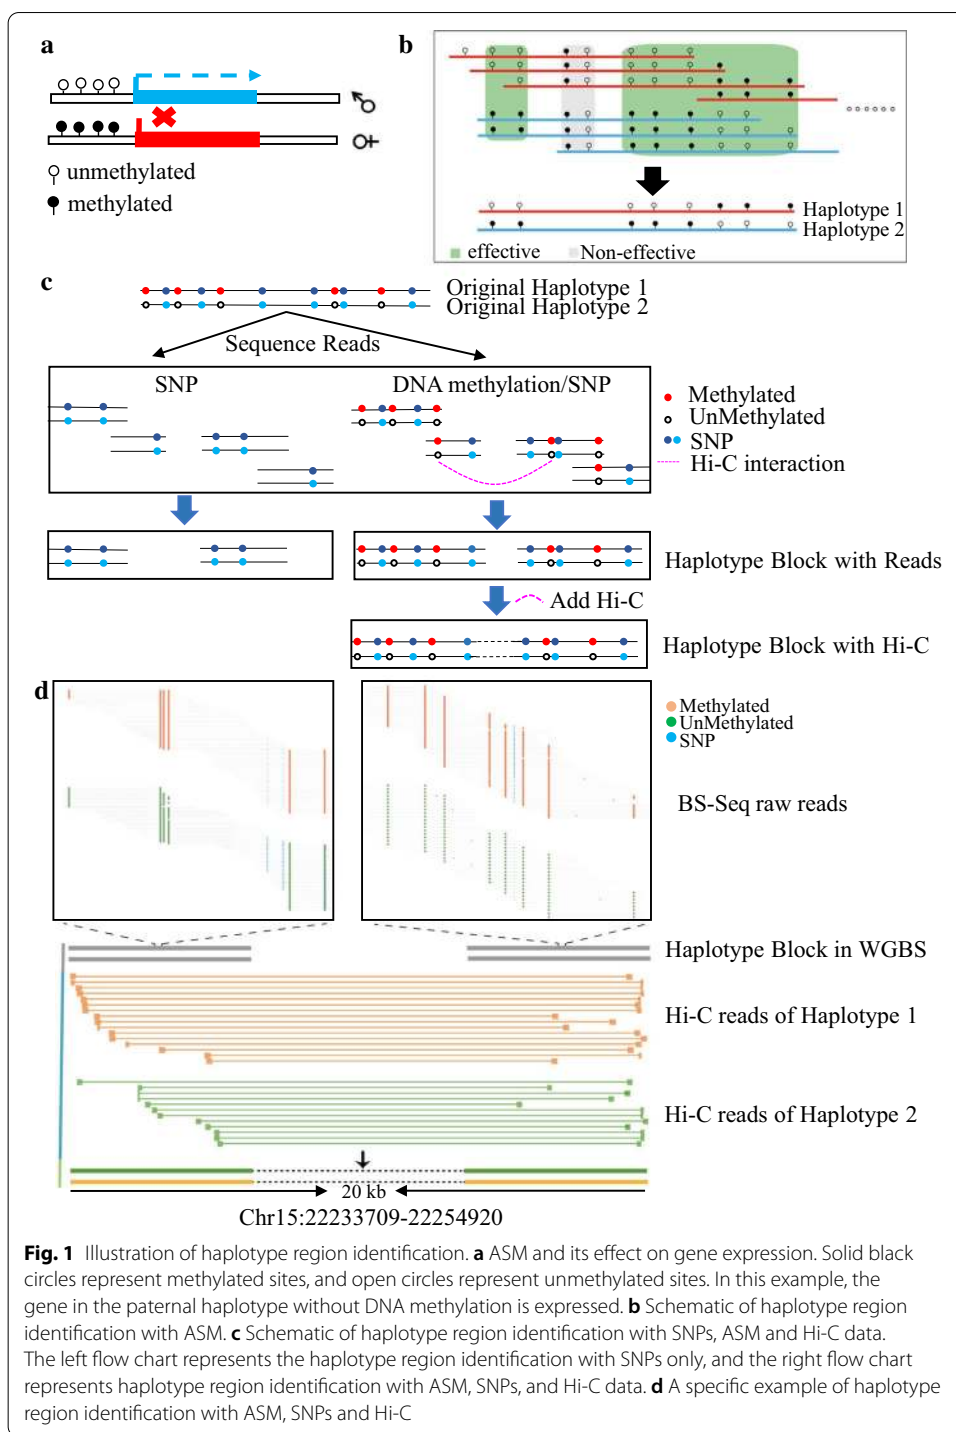 a
unmethylated
methylated
b
Haplotype 1
Haplotype 2
effective
Non-effective
c
Original Haplotype 1
Original Haplotype 2
Sequence Reads
SNP
DNA methylation/SNP
Methylated
UnMethylated
SNP
Hi-C interaction
Haplotype Block with Reads
Add Hi-C
Haplotype Block with Hi-C
d
Methylated
UnMethylated
SNP
BS-Seq raw reads
Haplotype Block in WGBS
Hi-C reads of Haplotype 1
Hi-C reads of Haplotype 2
20 kb
Chr15:22233709-22254920
Fig. 1 Illustration of haplotype region identification. a ASM and its effect on gene expression. Solid black
circles represent methylated sites, and open circles represent unmethylated sites. In this example, the
gene in the paternal haplotype without DNA methylation is expressed. b Schematic of haplotype region
identification with ASM. c Schematic of haplotype region identification with SNPs, ASM and Hi-C data.
The left flow chart represents the haplotype region identification with SNPs only, and the right flow chart
represents haplotype region identification with ASM, SNPs, and Hi-C data. d A specific example of haplotype
region identification with ASM, SNPs and Hi-C